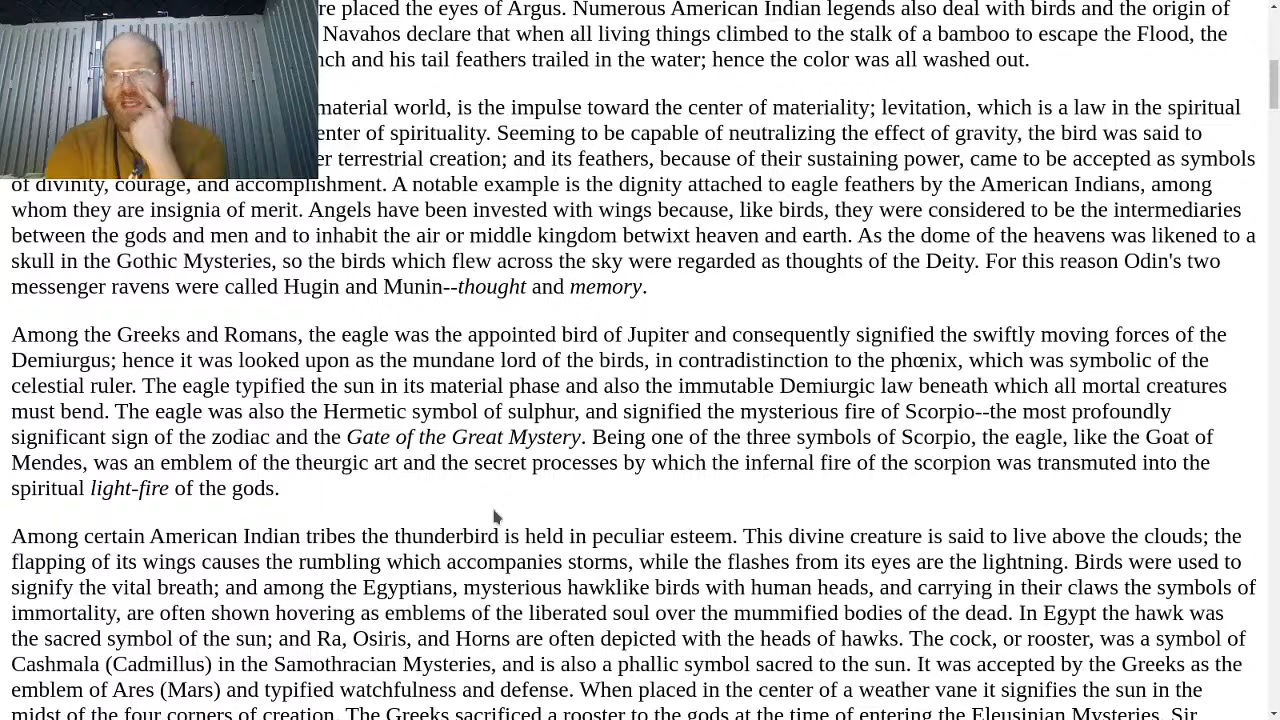 re placed the eyes of Argus. Numerous American Indian legends also deal with birds and the origin of
Navahos declare that when all living things climbed to the stalk of a bamboo to escape the Flood, the
nch and his tail feathers trailed in the water; hence the color was all washed out.
material world, is the impulse toward the center of materiality; levitation, which is a law in the spiritual
enter of spirituality. Seeming to be capable of neutralizing the effect of gravity, the bird was said to
er terrestrial creation; and its feathers, because of their sustaining power, came to be accepted as symbols
of divinity, courage, and accomplishment. A notable example is the dignity attached to eagle feathers by the American Indians, among
whom they are insignia of merit. Angels have been invested with wings because, like birds, they were considered to be the intermediaries
between the gods and men and to inhabit the air or middle kingdom betwixt heaven and earth. As the dome of the heavens was likened to a
skull in the Gothic Mysteries, so the birds which flew across the sky were regarded as thoughts of the Deity. For this reason Odin's two
messenger ravens were called Hugin and Munin--thought and memory.
Among the Greeks and Romans, the eagle was the appointed bird of Jupiter and consequently signified the swiftly moving forces of the
Demiurgus; hence it was looked upon as the mundane lord of the birds, in contradistinction to the phœnix, which was symbolic of the
celestial ruler. The eagle typified the sun in its material phase and also the immutable Demiurgic law beneath which all mortal creatures
must bend. The eagle was also the Hermetic symbol of sulphur, and signified the mysterious fire of Scorpio--the most profoundly
significant sign of the zodiac and the Gate of the Great Mystery. Being one of the three symbols of Scorpio, the eagle, like the Goat of
Mendes, was an emblem of the theurgic art and the secret processes by which the infernal fire of the scorpion was transmuted into the
spiritual light-fire of the gods.
Among certain American Indian tribes the thunderbird is held in peculiar esteem. This divine creature is said to live above the clouds; the
flapping of its wings causes the rumbling which accompanies storms, while the flashes from its eyes are the lightning. Birds were used to
signify the vital breath; and among the Egyptians, mysterious hawklike birds with human heads, and carrying in their claws the symbols of
immortality, are often shown hovering as emblems of the liberated soul over the mummified bodies of the dead. In Egypt the hawk was
the sacred symbol of the sun; and Ra, Osiris, and Horns are often depicted with the heads of hawks. The cock, or rooster, was a symbol of
Cashmala (Cadmillus) in the Samothracian Mysteries, and is also a phallic symbol sacred to the sun. It was accepted by the Greeks as the
emblem of Ares (Mars) and typified watchfulness and defense. When placed in the center of a weather vane it signifies the sun in the
midst of the four corners of creation. The Greeks sacrificed a rooster to the gods at the time of entering the Eleusinian Mysteries. Sir